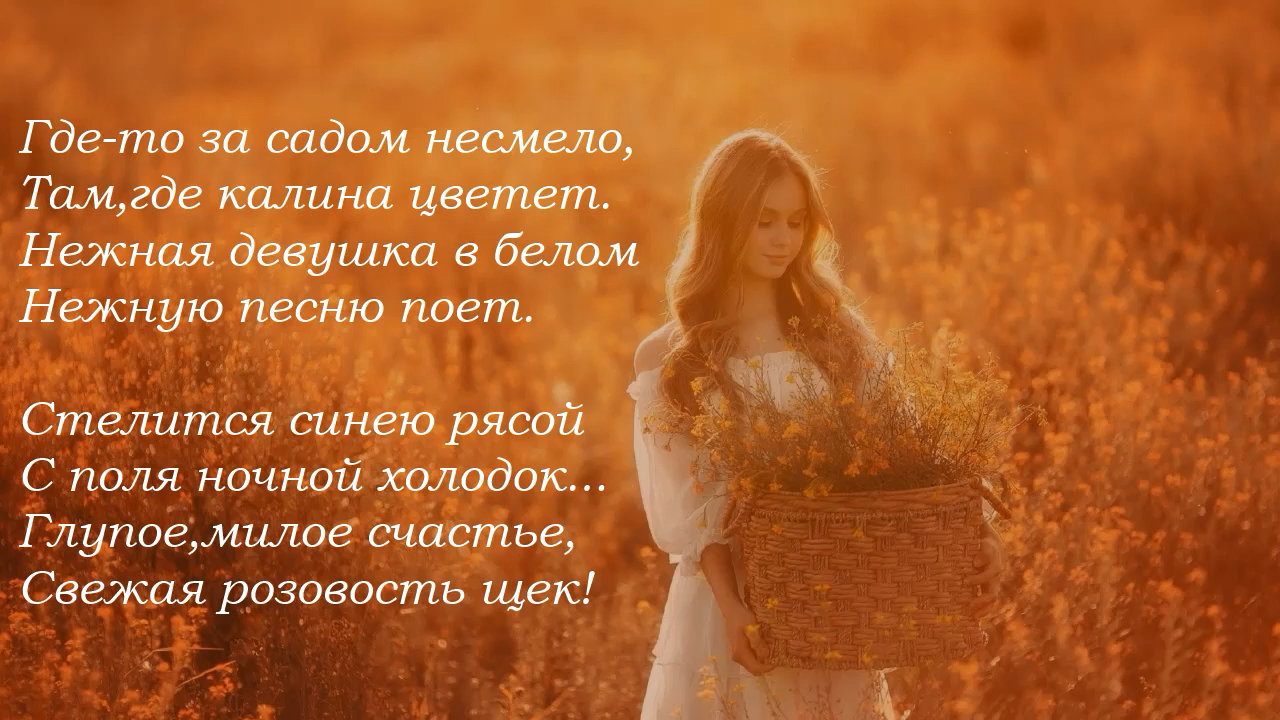 Где-то за садом несмело,
Там,где калина цветет.
Нежная девушка в белом
Нежную песню поет.
Стелится синею рясой
С поля ночной холодок...
Глупое,милое счастье,
Свежая розовость щек!